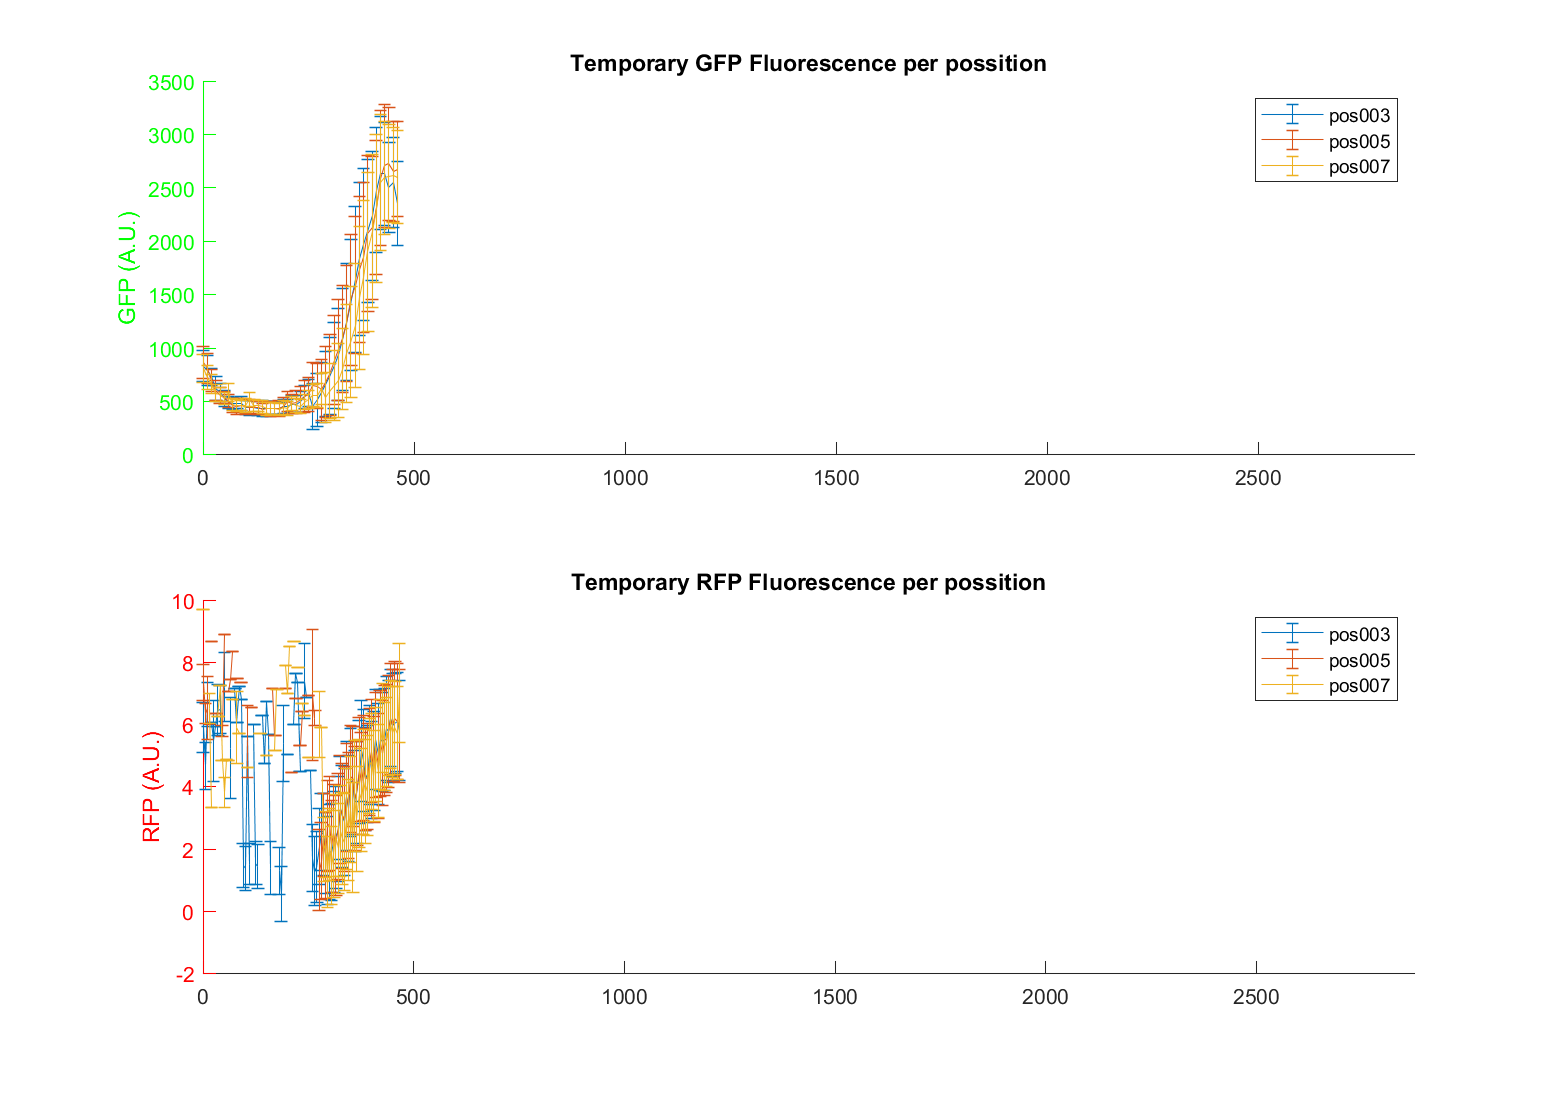 Temporary GFP Fluorescence per possition
3500
3000
2500
2000
1500
1000
500
0
GFP (A.U.)
pos003
pos005
pos007
0 500 1000 1500 2000 2500
Temporary RFP Fluorescence per possition
10
8
6
4
2
0
-2
RFP (A.U.)
pos003
pos005
pos007
0 500 1000 1500 2000 2500